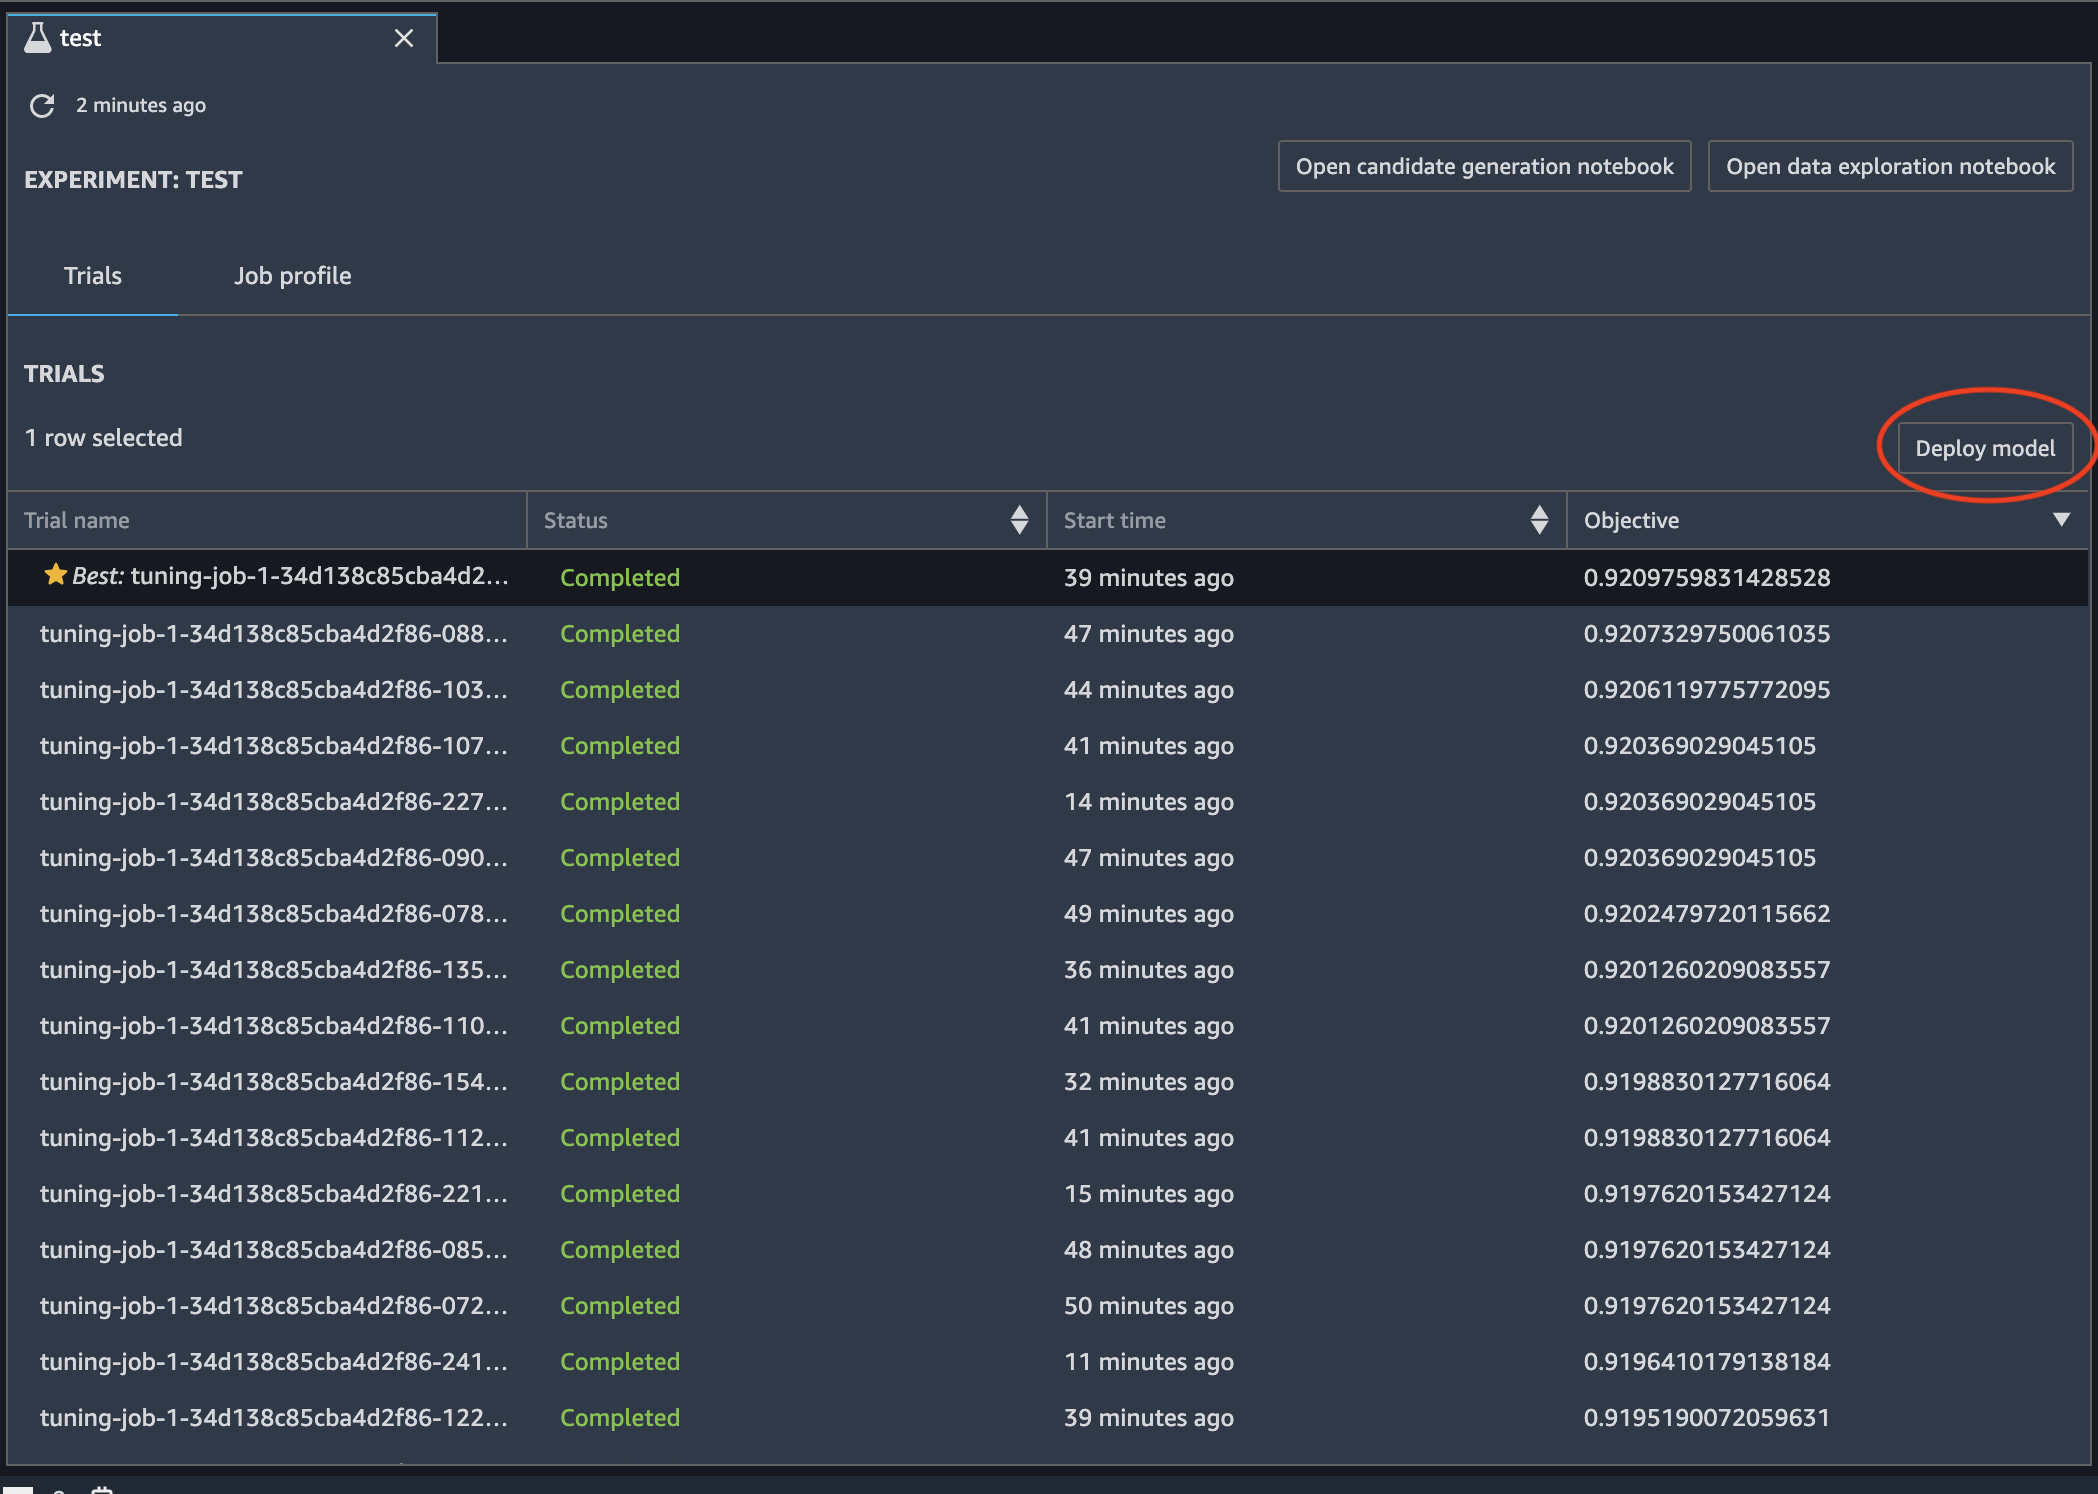 test
2 minutes ago
Open candidate generation notebook Open data exploration notebook
EXPERIMENT: TEST
Trials Job profile
TRIALS
1 row selected
Deploy model
Trial name Status Start time Objective
Best: tuning-job-1-34d138c85cba4d2... Completed 39 minutes ago 0.9209759831428528
tuning-job-1-34d138c85cba4d2f86-088... Completed 47 minutes ago 0.9207329750061035
tuning-job-1-34d138c85cba4d2f86-103... Completed 44 minutes ago 0.9206119775772095
tuning-job-1-34d138c85cba4d2f86-107... Completed 41 minutes ago 0.920369029045105
tuning-job-1-34d138c85cba4d2f86-227... Completed 14 minutes ago 0.920369029045105
tuning-job-1-34d138c85cba4d2f86-090... Completed 47 minutes ago 0.920369029045105
tuning-job-1-34d138c85cba4d2f86-078... Completed 49 minutes ago 0.9202479720115662
tuning-job-1-34d138c85cba4d2f86-135... Completed 36 minutes ago 0.9201260209083557
tuning-job-1-34d138c85cba4d2f86-110... Completed 41 minutes ago 0.9201260209083557
tuning-job-1-34d138c85cba4d2f86-154... Completed 32 minutes ago 0.9198830127716064
tuning-job-1-34d138c85cba4d2f86-112... Completed 41 minutes ago 0.9198830127716064
tuning-job-1-34d138c85cba4d2f86-221... Completed 15 minutes ago 0.9197620153427124
tuning-job-1-34d138c85cba4d2f86-085... Completed 48 minutes ago 0.9197620153427124
tuning-job-1-34d138c85cba4d2f86-072... Completed 50 minutes ago 0.9197620153427124
tuning-job-1-34d138c85cba4d2f86-241... Completed 11 minutes ago 0.9196410179138184
tuning-job-1-34d138c85cba4d2f86-122... Completed 39 minutes ago 0.9195190072059631